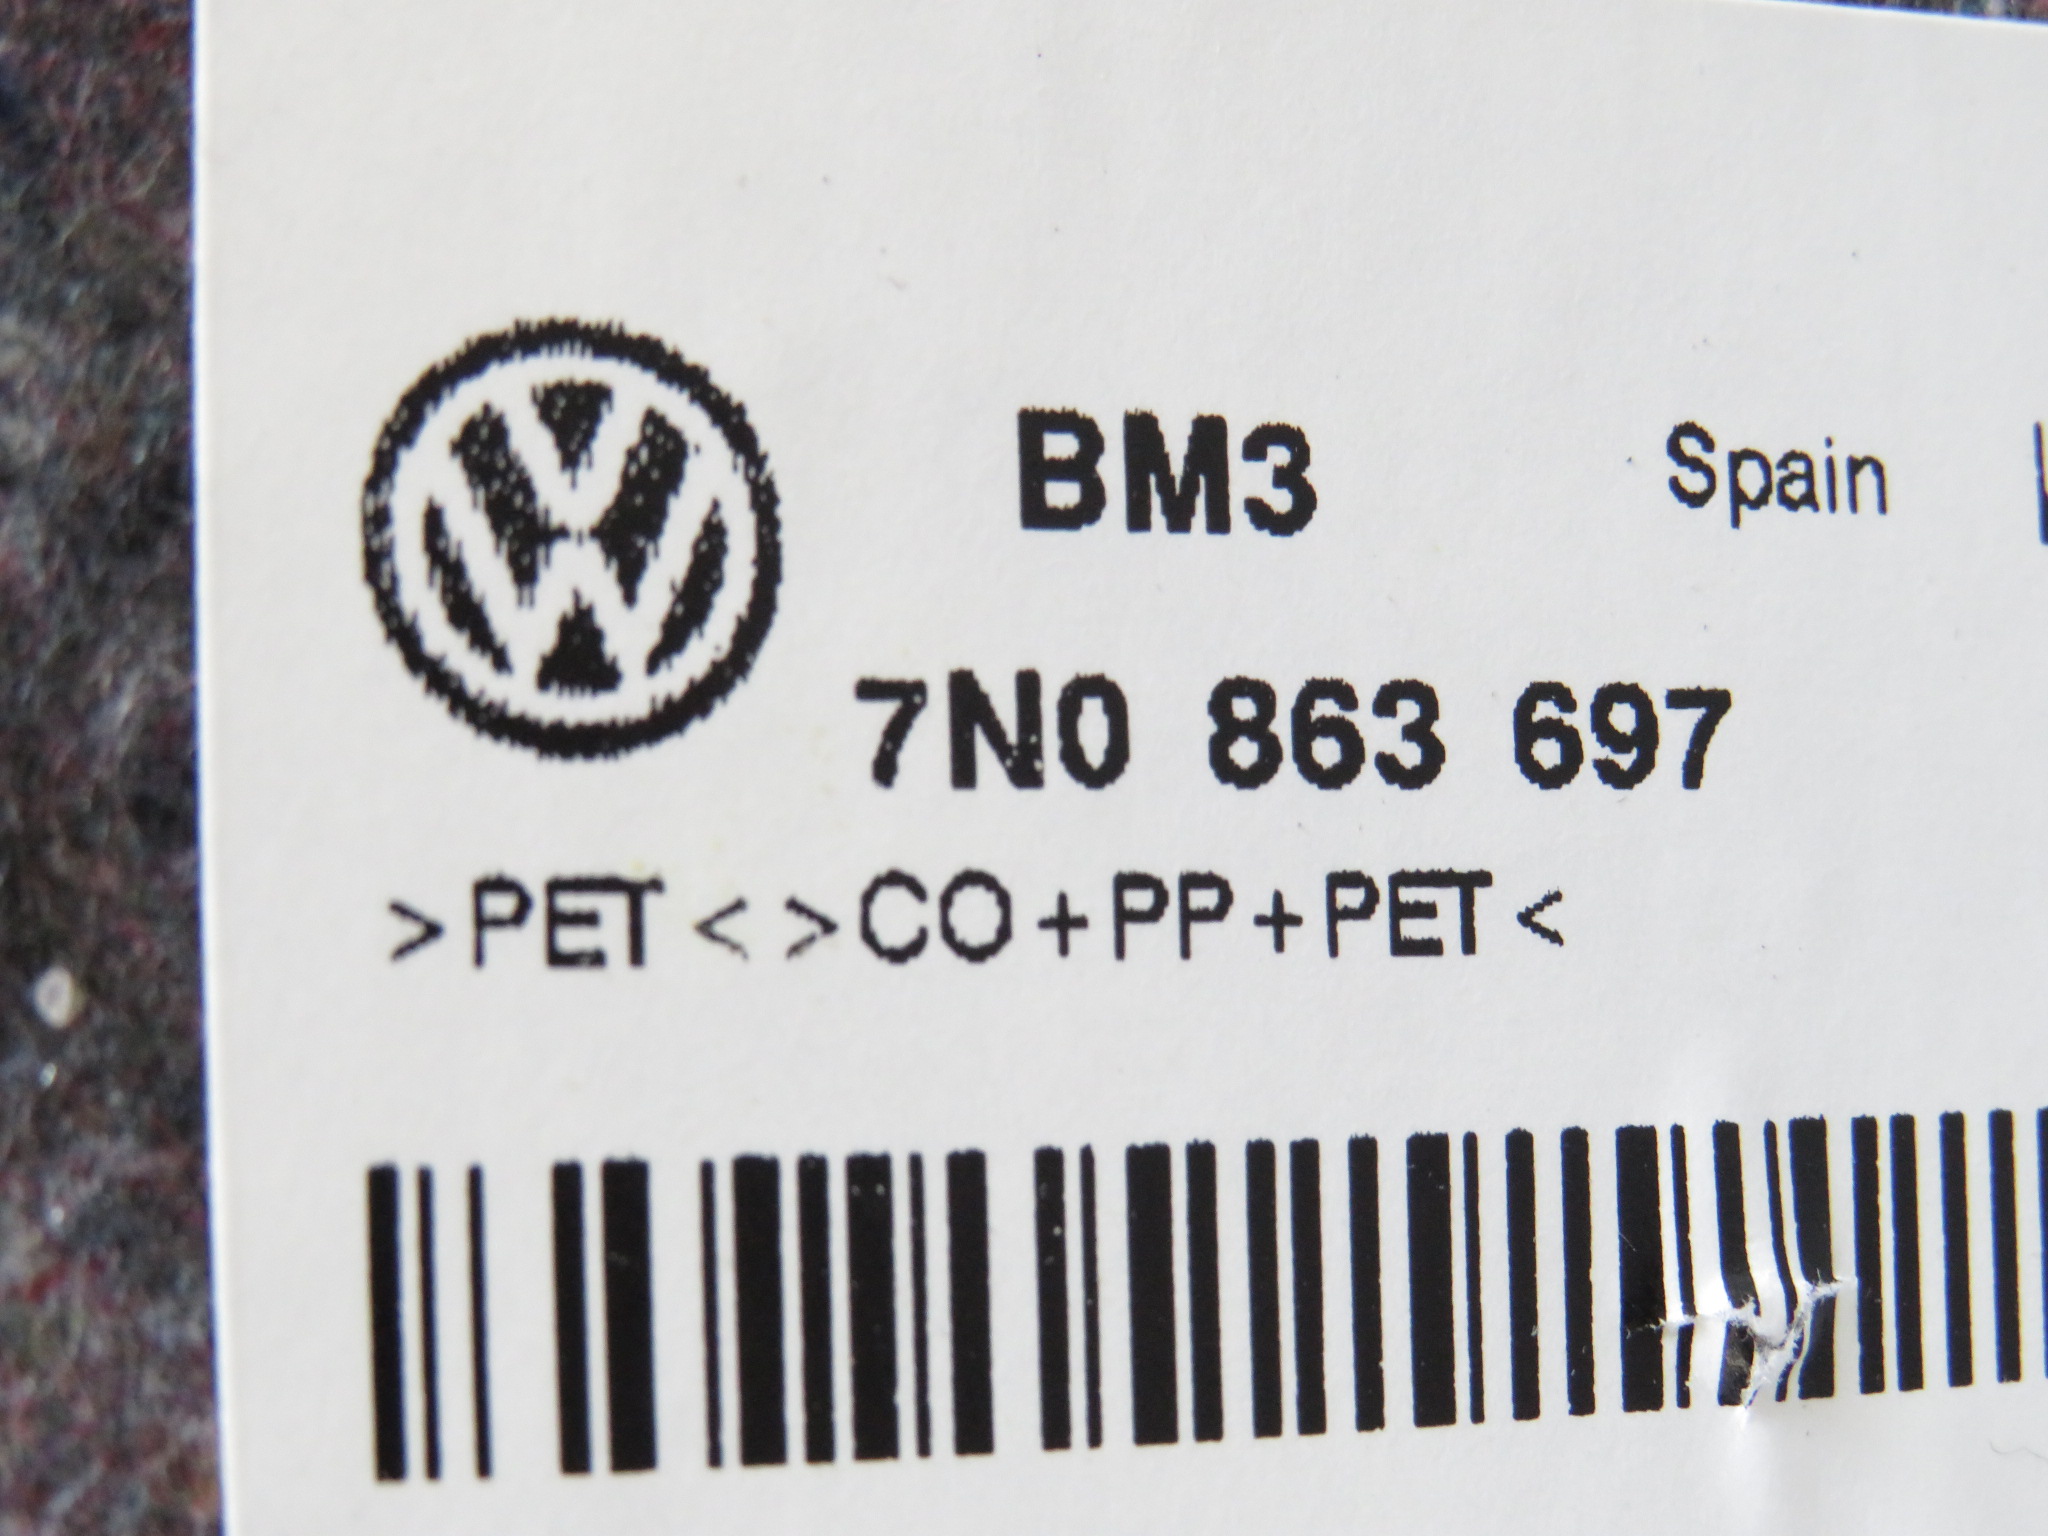 BM3 Spain
7N0 863 697
>PET<>CO+PP+PET<